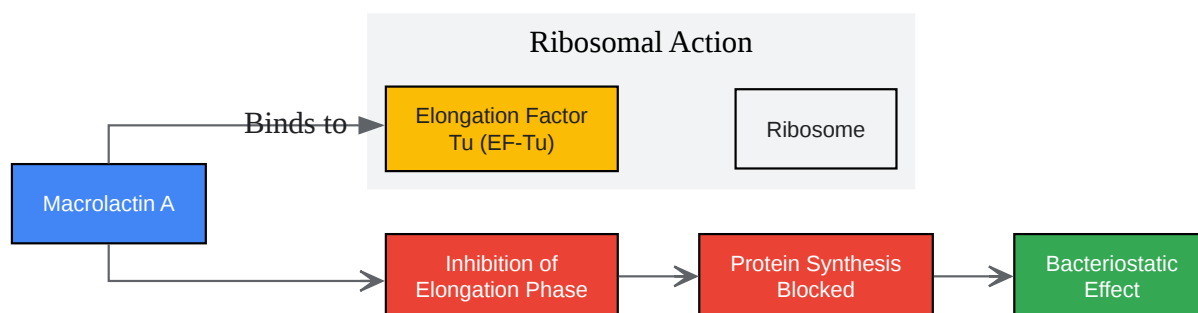 Ribosomal Action
Binds to
Elongation Factor
Tu (EF-Tu)
Ribosome
Macrolactin A
Inhibition of
Elongation Phase
Protein Synthesis
Blocked
Bacteriostatic
Effect